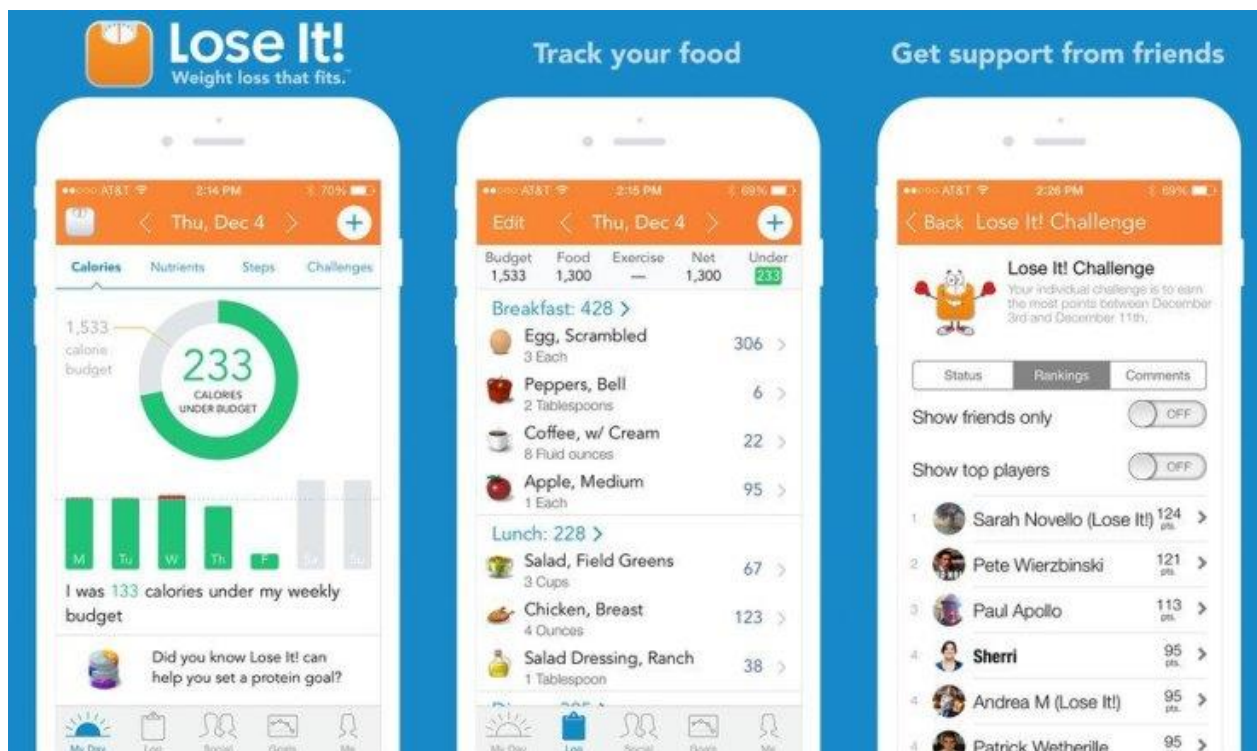 Lose It!
Weight loss that fits.
AT&T 2:14 PM 70%
Thu, Dec 4
Calories Nutrients Steps Challenges
1,533
calorie
budget
233
CALORIES
UNDER BUDGET
M Tu W Th F Sa Su
I was 133 calories under my weekly
budget
Did you know Lose It! can
help you set a protein goal?
My Day Log Social Goals Me
Track your food
AT&T 2:15 PM 69%
Edit Thu, Dec 4
Budget Food Exercise Net Under
1,533 1,300 — 1,300 233
Breakfast: 428 >
Egg, Scrambled 306
3 Each
Peppers, Bell 6
2 Tablespoons
Coffee, w/ Cream 22
8 Fluid ounces
Apple, Medium 95
1 Each
Lunch: 228 >
Salad, Field Greens 67
3 Cups
Chicken, Breast 123
4 Ounces
Salad Dressing, Ranch 38
1 Tablespoon
My Day Log Social Goals Me
Get support from friends
AT&T 2:26 PM 69%
Back Lose It! Challenge
Lose It! Challenge
Your individual challenge is to earn
the most points between December
3rd and December 11th.
Status Rankings Comments
Show friends only OFF
Show top players OFF
1 Sarah Novello (Lose It!) 124 pts.
2 Pete Wierzbinski 121 pts.
3 Paul Apollo 113 pts.
4 Sherri 95 pts.
4 Andrea M (Lose It!) 95 pts.
4 Patrick Wetherille 95